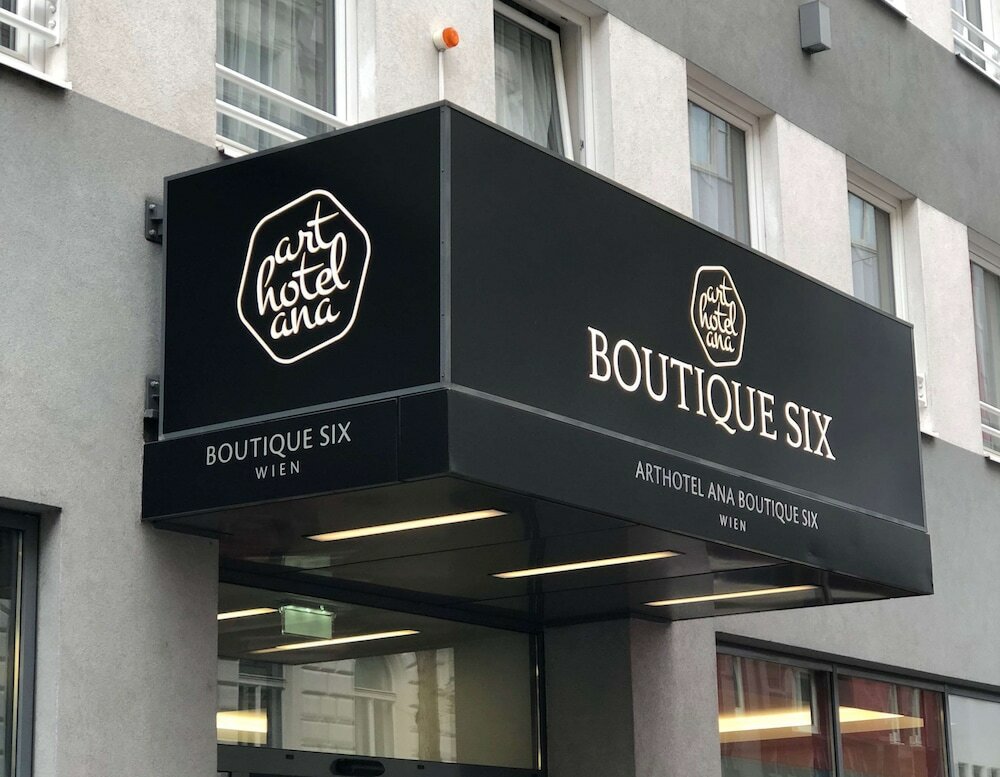 art
hotel
ana
BOUTIQUE SIX
WIEN
art
hotel
ana
BOUTIQUE SIX
ARTHOTEL ANA BOUTIQUE SIX
WIEN